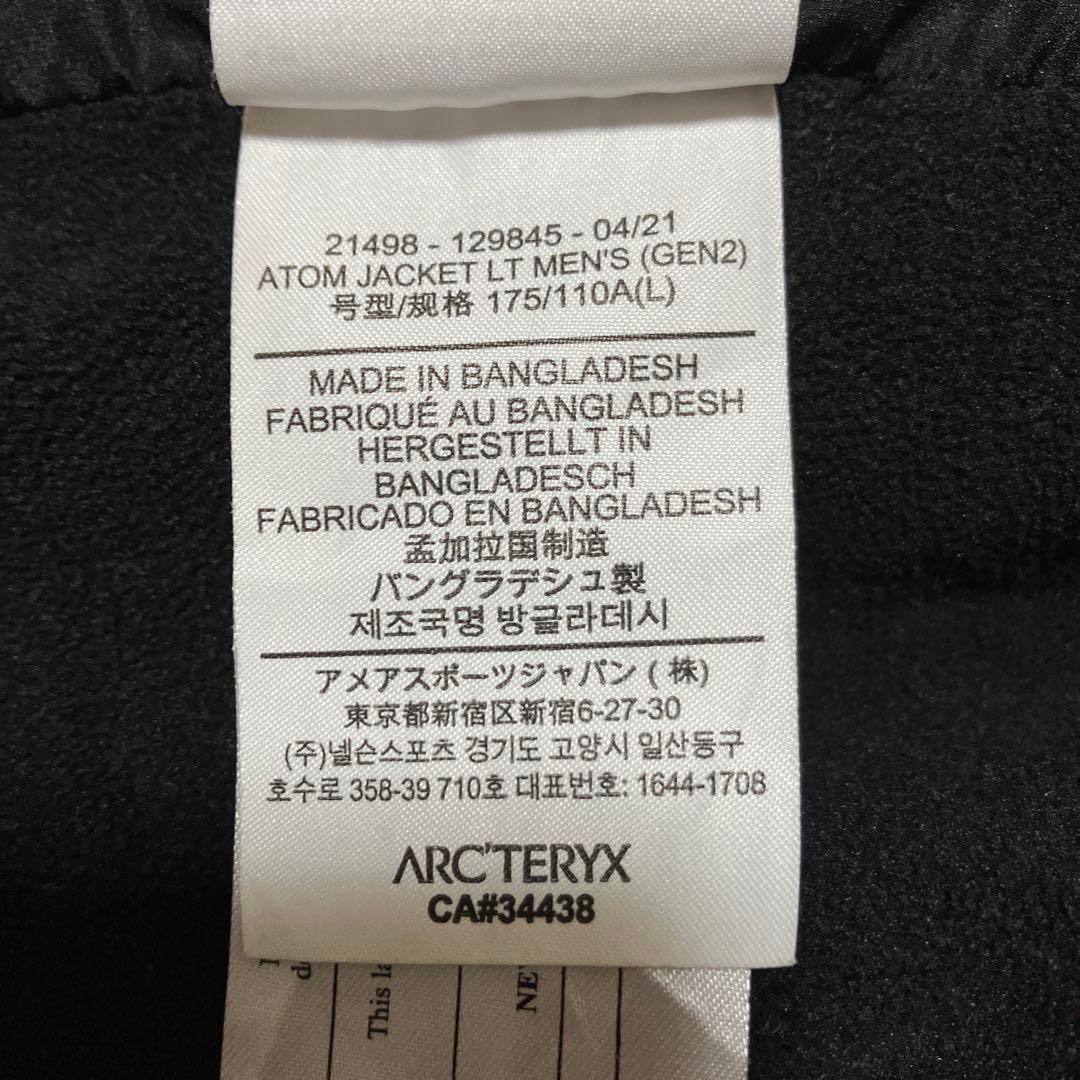 21498 - 129845 - 04/21
ATOM JACKET LT MEN'S (GEN2)
号型/规格 175/110A(L)
MADE IN BANGLADESH
FABRIQUÉ AU BANGLADESH
HERGESTELLT IN
BANGLADESCH
FABRICADO EN BANGLADESH
孟加拉国制造
バングラデシュ製
제조국명 방글라데시
アメアスポーツジャパン ( 株)
東京都新宿区新宿6-27-30
(주)넬슨스포츠 경기도 고양시 일산동구
호수로 358-39 710호 대표번호: 1644-1708
ARC'TERYX
CA#34438
This